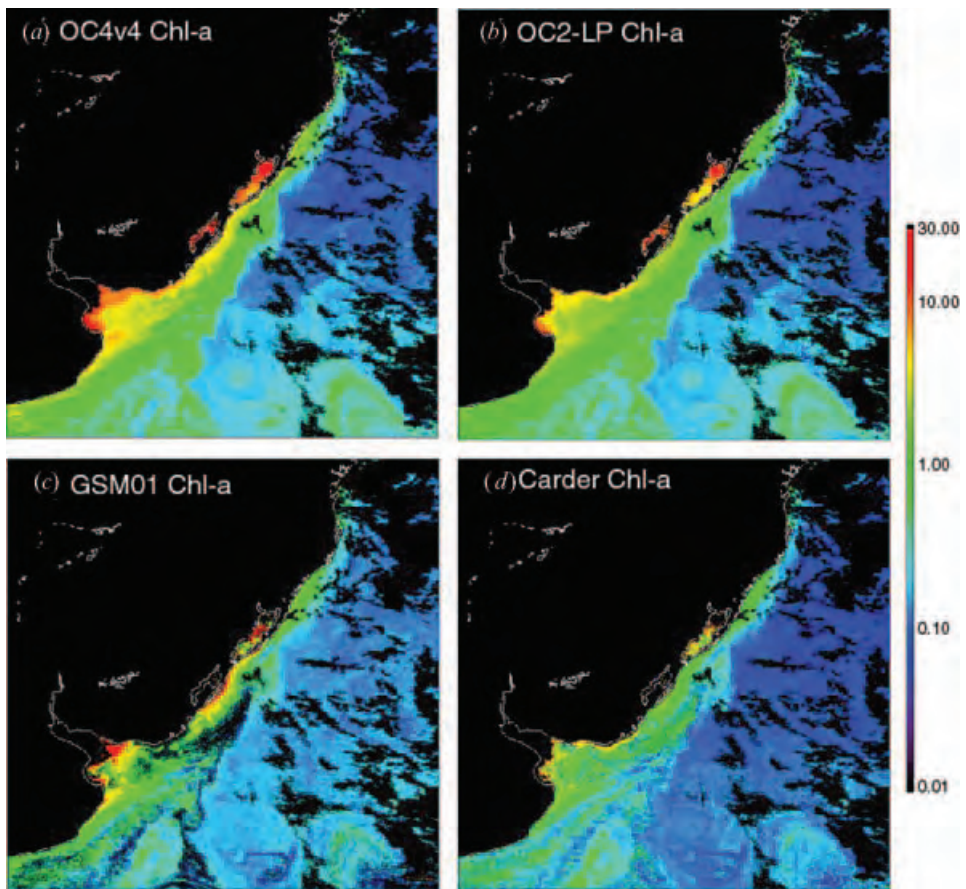 (a) OC4v4 Chl-a
(b) OC2-LP Chl-a
(c) GSM01 Chl-a
(d) Carder Chl-a
30.00
10.00
1.00
0.10
0.01